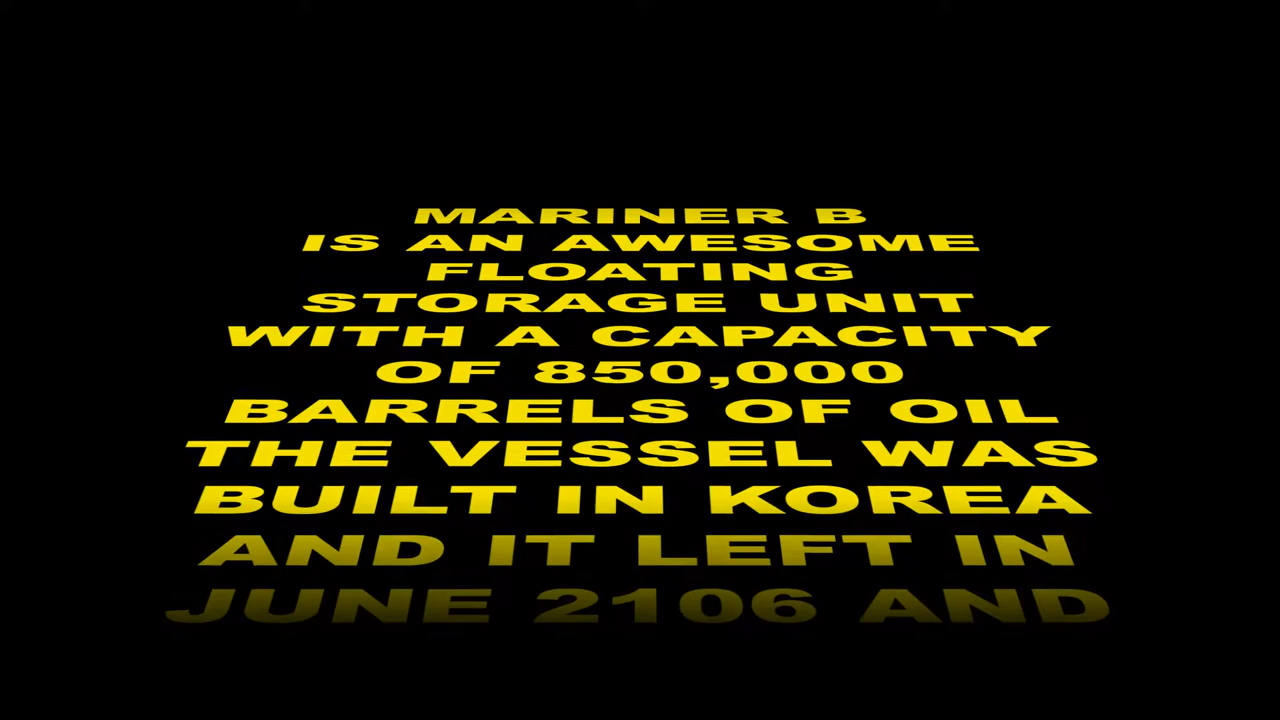 MARINER B
IS AN AWESOME
FLOATING
STORAGE UNIT
WITH A CAPACITY
OF 850,000
BARRELS OF OIL
THE VESSEL WAS
BUILT IN KOREA
AND IT LEFT IN
JUNE 2106 AND